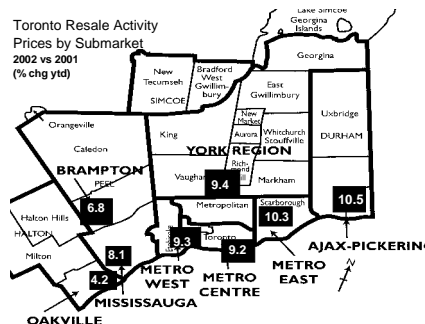 Toronto Resale Activity
Prices by Submarket
2002 vs 2001
(% chg ytd)
Lake Simcoe
Georgina
Islands
Georgina
New
Tecumseh
SIMCOE
Bradford
West
Gwillim-
bury
East
Gwillimbury
Uxbridge
DURHAM
Orangeville
Caledon
King
New
Market
Aurora
Whitchurch
Stouffville
YORK REGION
BRAMPTON
PEEL
Vaughan
Rich-
mond
Hill
Markham
9.4
Metropolitan
Scarborough
10.5
6.8
Halton Hills
HALTON
Milton
10.3
Etobicoke
9.3
Toronto
9.2
AJAX-PICKERING
8.1
4.2
METRO
WEST
METRO
CENTRE
METRO
EAST
MISSISSAUGA
OAKVILLE
N